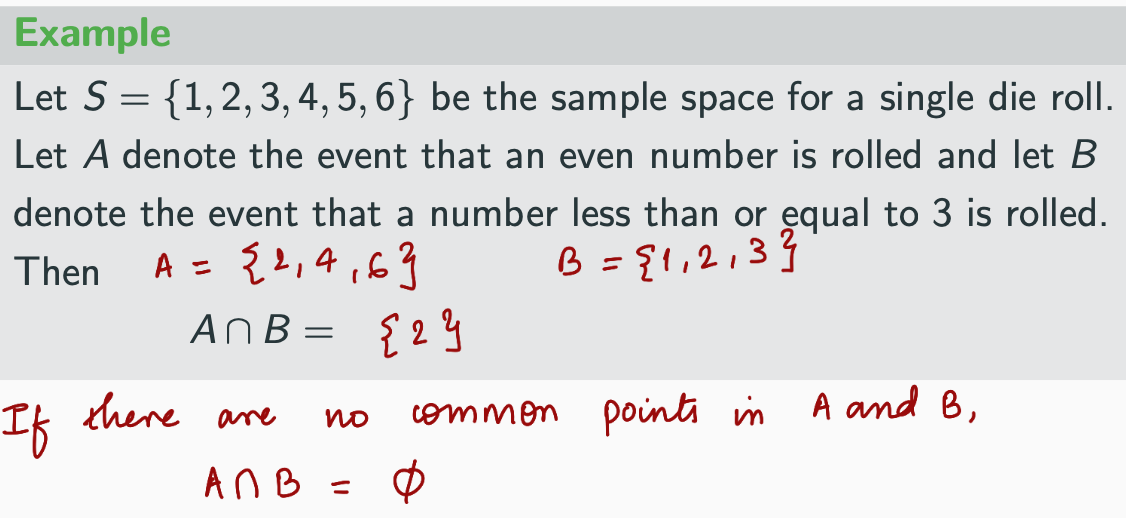 Example
Let S = {1, 2, 3, 4, 5, 6} be the sample space for a single die roll.
Let A denote the event that an even number is rolled and let B
denote the event that a number less than or equal to 3 is rolled.
Then A = {2, 4, 6} B = {1, 2, 3}
A ∩ B = {2}
If there are no common points in A and B,
A ∩ B = ϕ